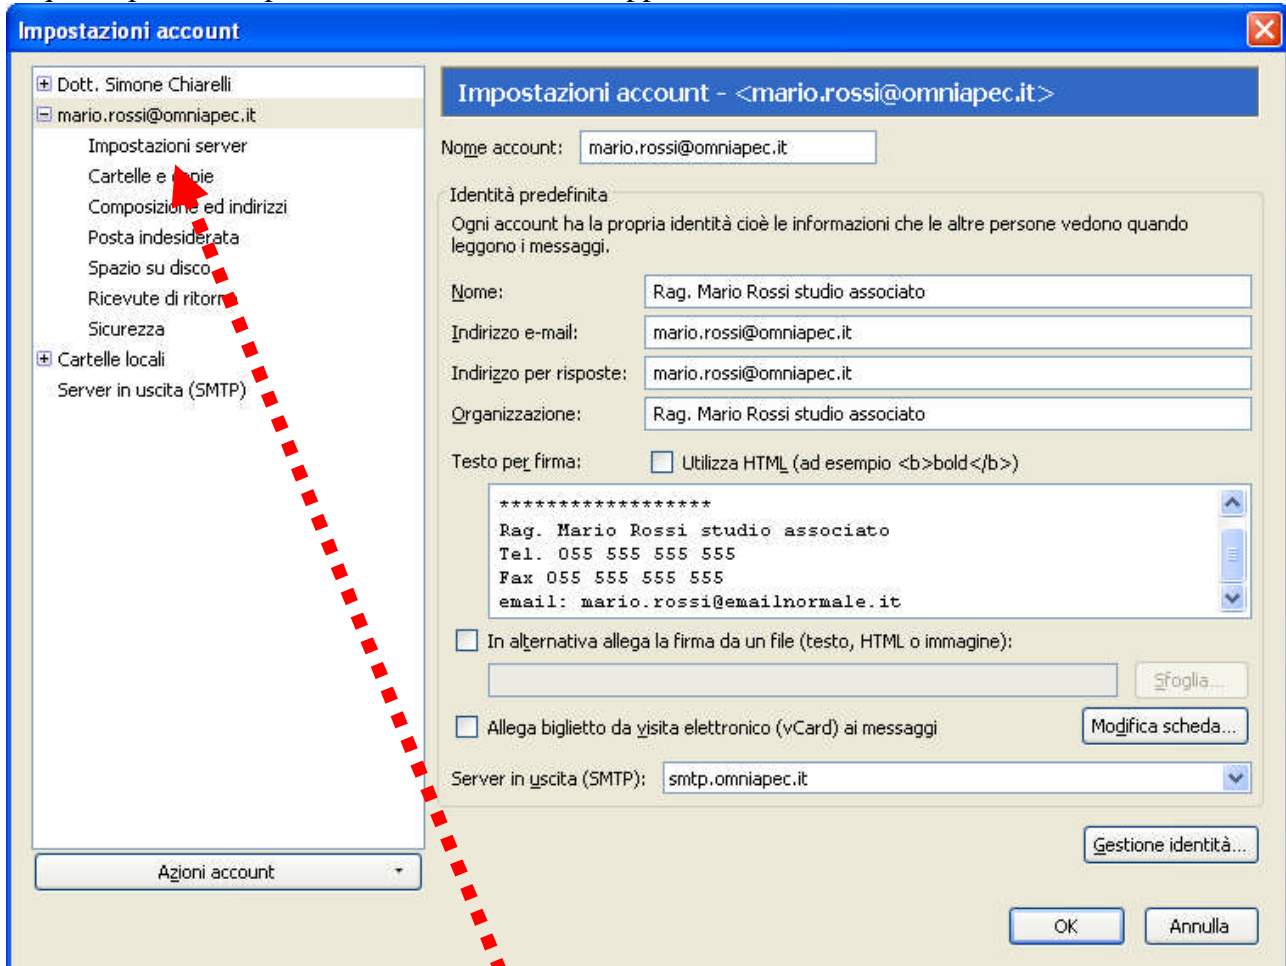 Impostazioni account
Dott. Simone Chiarelli
mario.rossi@omniapec.it
Impostazioni server
Cartelle e copie
Composizione ed indirizzi
Posta indesiderata
Spazio su disco
Ricevute di ritorno
Sicurezza
Cartelle locali
Server in uscita (SMTP)
Azioni account
Impostazioni account - <mario.rossi@omniapec.it>
Nome account: mario.rossi@omniapec.it
Identità predefinita
Ogni account ha la propria identità cioè le informazioni che le altre persone vedono quando
leggono i messaggi.
Nome: Rag. Mario Rossi studio associato
Indirizzo e-mail: mario.rossi@omniapec.it
Indirizzo per risposte: mario.rossi@omniapec.it
Organizzazione: Rag. Mario Rossi studio associato
Testo per firma: Utilizza HTML (ad esempio <b>bold</b>)
******************
Rag. Mario Rossi studio associato
Tel. 055 555 555 555
Fax 055 555 555 555
email: mario.rossi@emailnormale.it
In alternativa allega la firma da un file (testo, HTML o immagine):
Sfoglia...
Allega biglietto da visita elettronico (vCard) ai messaggi
Modifica scheda...
Server in uscita (SMTP): smtp.omniapec.it
Gestione identità...
OK
Annulla